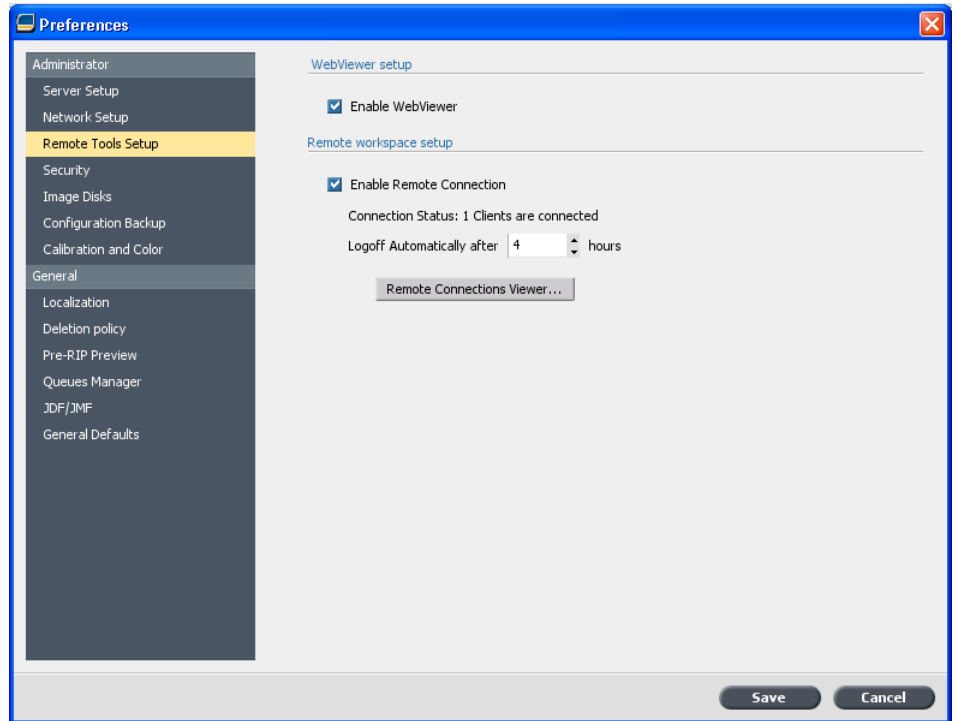 Preferences
Administrator
Server Setup
Network Setup
Remote Tools Setup
Security
Image Disks
Configuration Backup
Calibration and Color
General
Localization
Deletion policy
Pre-RIP Preview
Queues Manager
JDF/JMF
General Defaults
WebViewer setup
Enable WebViewer
Remote workspace setup
Enable Remote Connection
Connection Status: 1 Clients are connected
Logoff Automatically after 4 hours
Remote Connections Viewer...
Save Cancel